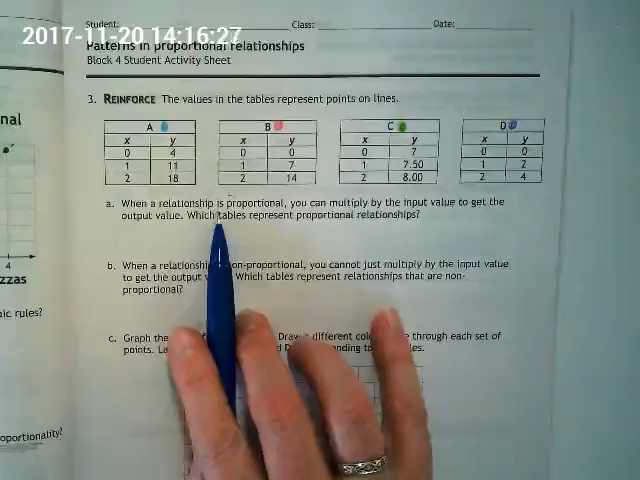 Student: Class: Date:
2017-11-20 14:16:27
Patterns in proportional relationships
Block 4 Student Activity Sheet
3. REINFORCE The values in the tables represent points on lines.
A
x y
0 4
1 11
2 18
B
x y
0 0
1 7
2 14
C
x y
0 7
1 7.50
2 8.00
D
x y
0 0
1 2
2 4
a. When a relationship is proportional, you can multiply by the input value to get the
output value. Which tables represent proportional relationships?
b. When a relationship on-proportional, you cannot just multiply by the input value
to get the output Which tables represent relationships that are non-
proportional?
c. Graph the Draw a different through each set of
points.
nal
4
zzas
ic rules?
oportionality?